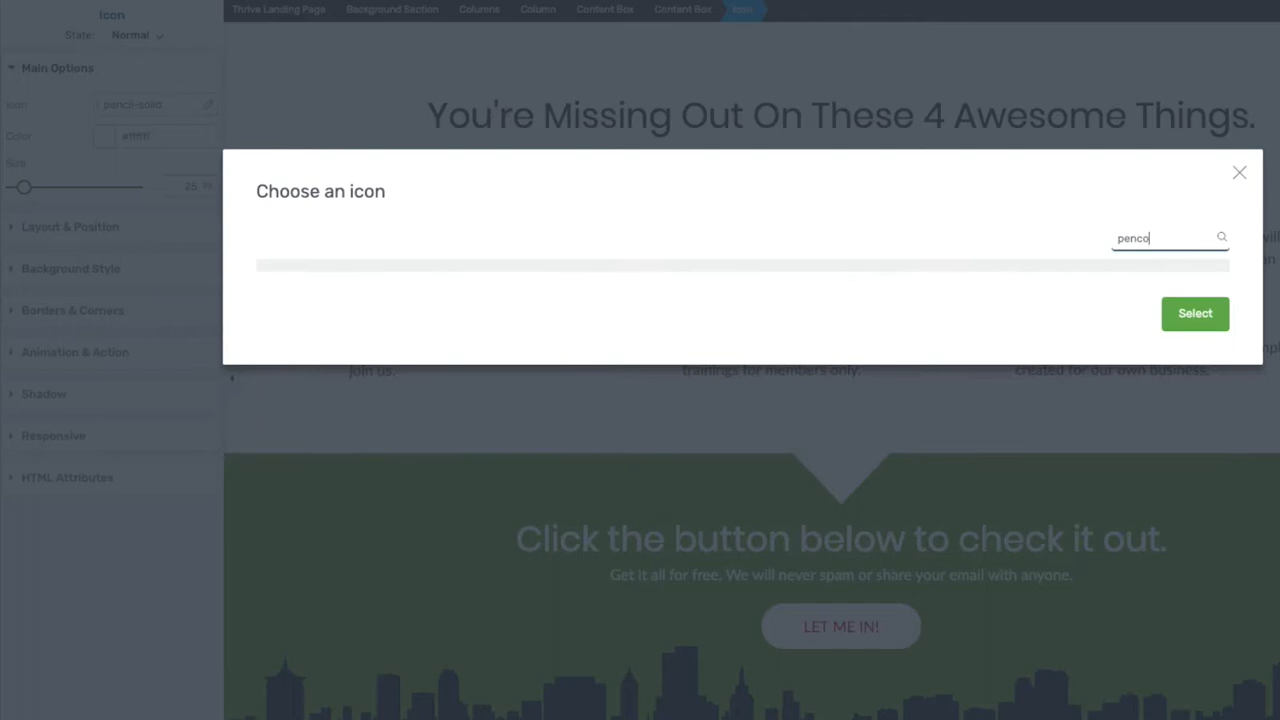 Icon
Thrive Landing Page Background Section Columns Column Content Box Content Box Icon
State: Normal
Main Options
Icon pencil-solid
Color #ffffff
Size
25 PX
Layout & Position
Background Style
Borders & Corners
Animation & Action
Shadow
Responsive
HTML Attributes
You're Missing Out On These 4 Awesome Things.
Choose an icon
penco
Select
join us.
trainings for members only.
created for our own business.
Click the button below to check it out.
Get it all for free. We will never spam or share your email with anyone.
LET ME IN!